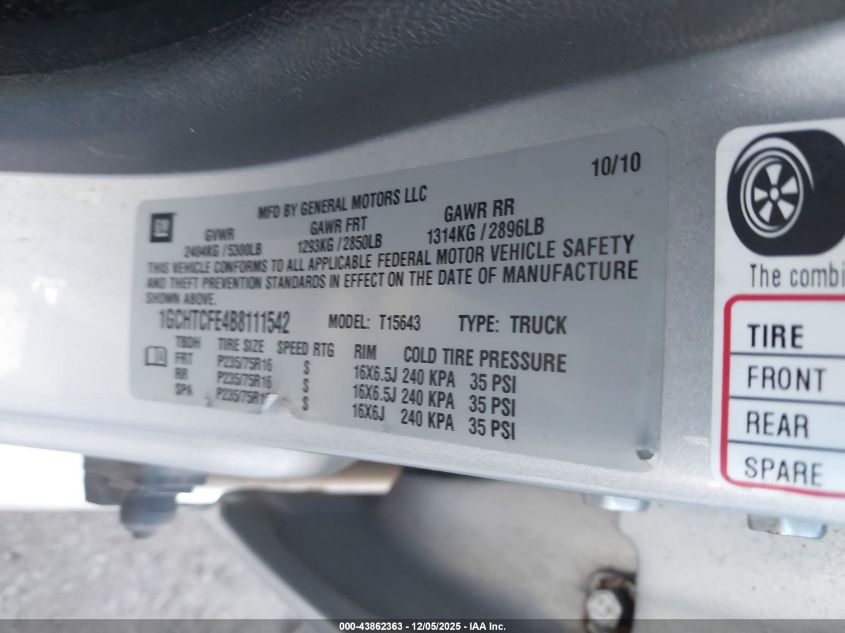 10/10
MFD BY GENERAL MOTORS LLC
GM
GVWR GAWR FRT GAWR RR
2404KG / 5300LB 1293KG / 2850LB 1314KG / 2896LB
THIS VEHICLE CONFORMS TO ALL APPLICABLE FEDERAL MOTOR VEHICLE SAFETY
AND THEFT PREVENTION STANDARDS IN EFFECT ON THE DATE OF MANUFACTURE
SHOWN ABOVE.
1GCHTCFE4B8111542 MODEL: T15643 TYPE: TRUCK
TIRE SIZE SPEED RTG RIM COLD TIRE PRESSURE
FRT P235/75R16 S 16X6.5J 240 KPA 35 PSI
RR P235/75R16 S 16X6.5J 240 KPA 35 PSI
SPA P235/75R16 S 16X6J 240 KPA 35 PSI
The combi
TIRE
FRONT
REAR
SPARE
000-43862363 - 12/05/2025 - IAA Inc.